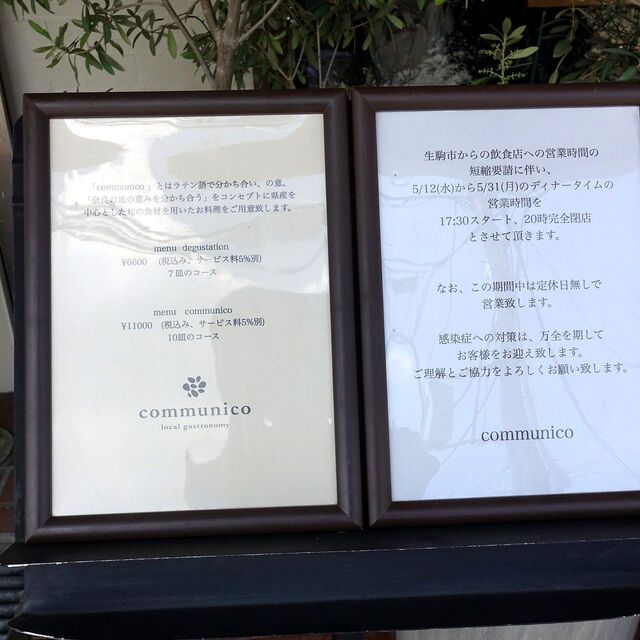 「communico」とはラテン語で分かち合い、の意。
「奈良の地の恵みを分かち合う」をコンセプトに県産を
中心とした旬の食材を用いたお料理をご用意致します。
menu degustation
¥6600 (税込み、サービス料5%別)
7皿のコース
menu communico
¥11000 (税込み、サービス料5%別)
10皿のコース
communico
local gastronomy
生駒市からの飲食店への営業時間の
短縮要請に伴い、
5/12(水)から5/31(月)のディナータイムの
営業時間を
17:30スタート、20時完全閉店
とさせて頂きます。
なお、この期間中は定休日無しで
営業致します。
感染症への対策は、万全を期して
お客様をお迎え致します。
ご理解とご協力をよろしくお願い致します。
communico